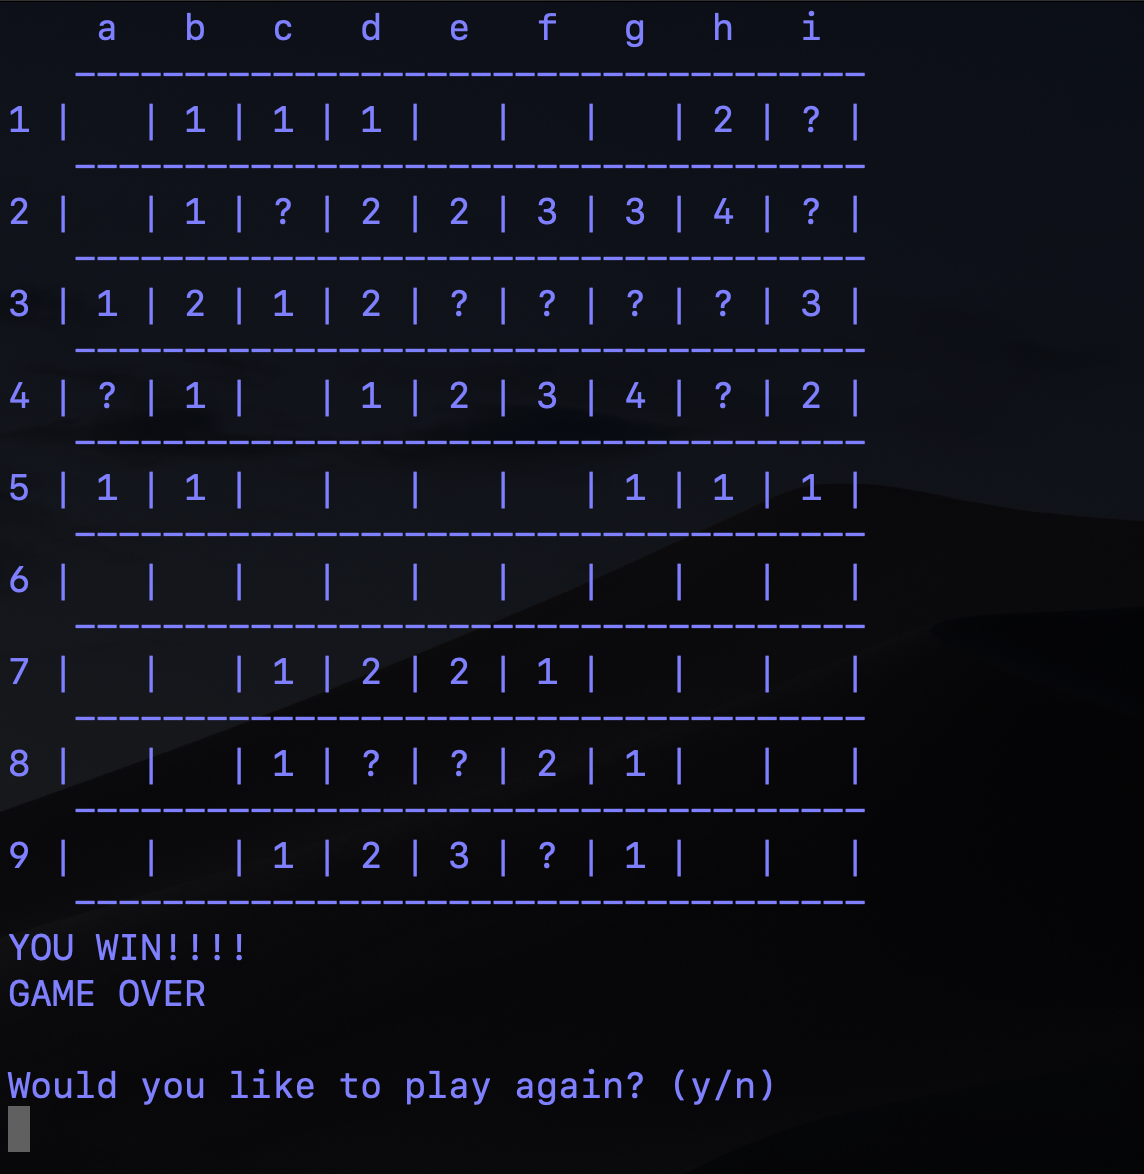 a   b   c   d   e   f   g   h   i
   ------------------------------------
1 |   | 1 | 1 | 1 |   |   |   | 2 | ? |
   ------------------------------------
2 |   | 1 | ? | 2 | 2 | 3 | 3 | 4 | ? |
   ------------------------------------
3 | 1 | 2 | 1 | 2 | ? | ? | ? | ? | 3 |
   ------------------------------------
4 | ? | 1 |   | 1 | 2 | 3 | 4 | ? | 2 |
   ------------------------------------
5 | 1 | 1 |   |   |   |   | 1 | 1 | 1 |
   ------------------------------------
6 |   |   |   |   |   |   |   |   |   |
   ------------------------------------
7 |   |   | 1 | 2 | 2 | 1 |   |   |   |
   ------------------------------------
8 |   |   | 1 | ? | ? | 2 | 1 |   |   |
   ------------------------------------
9 |   |   | 1 | 2 | 3 | ? | 1 |   |   |
   ------------------------------------
YOU WIN!!!!
GAME OVER
Would you like to play again? (y/n)